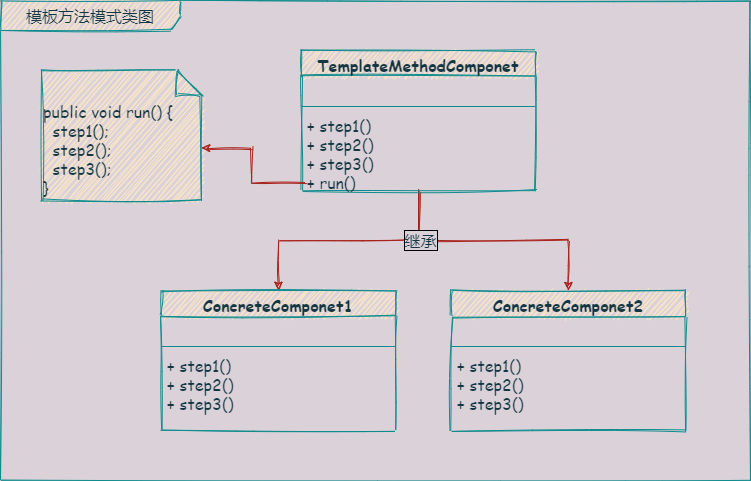 模板方法模式类图
TemplateMethodComponet
public void run() {
step1();
step2();
step3();
}
+ step1()
+ step2()
+ step3()
+ run()
继承
ConcreteComponet1
+ step1()
+ step2()
+ step3()
ConcreteComponet2
+ step1()
+ step2()
+ step3()